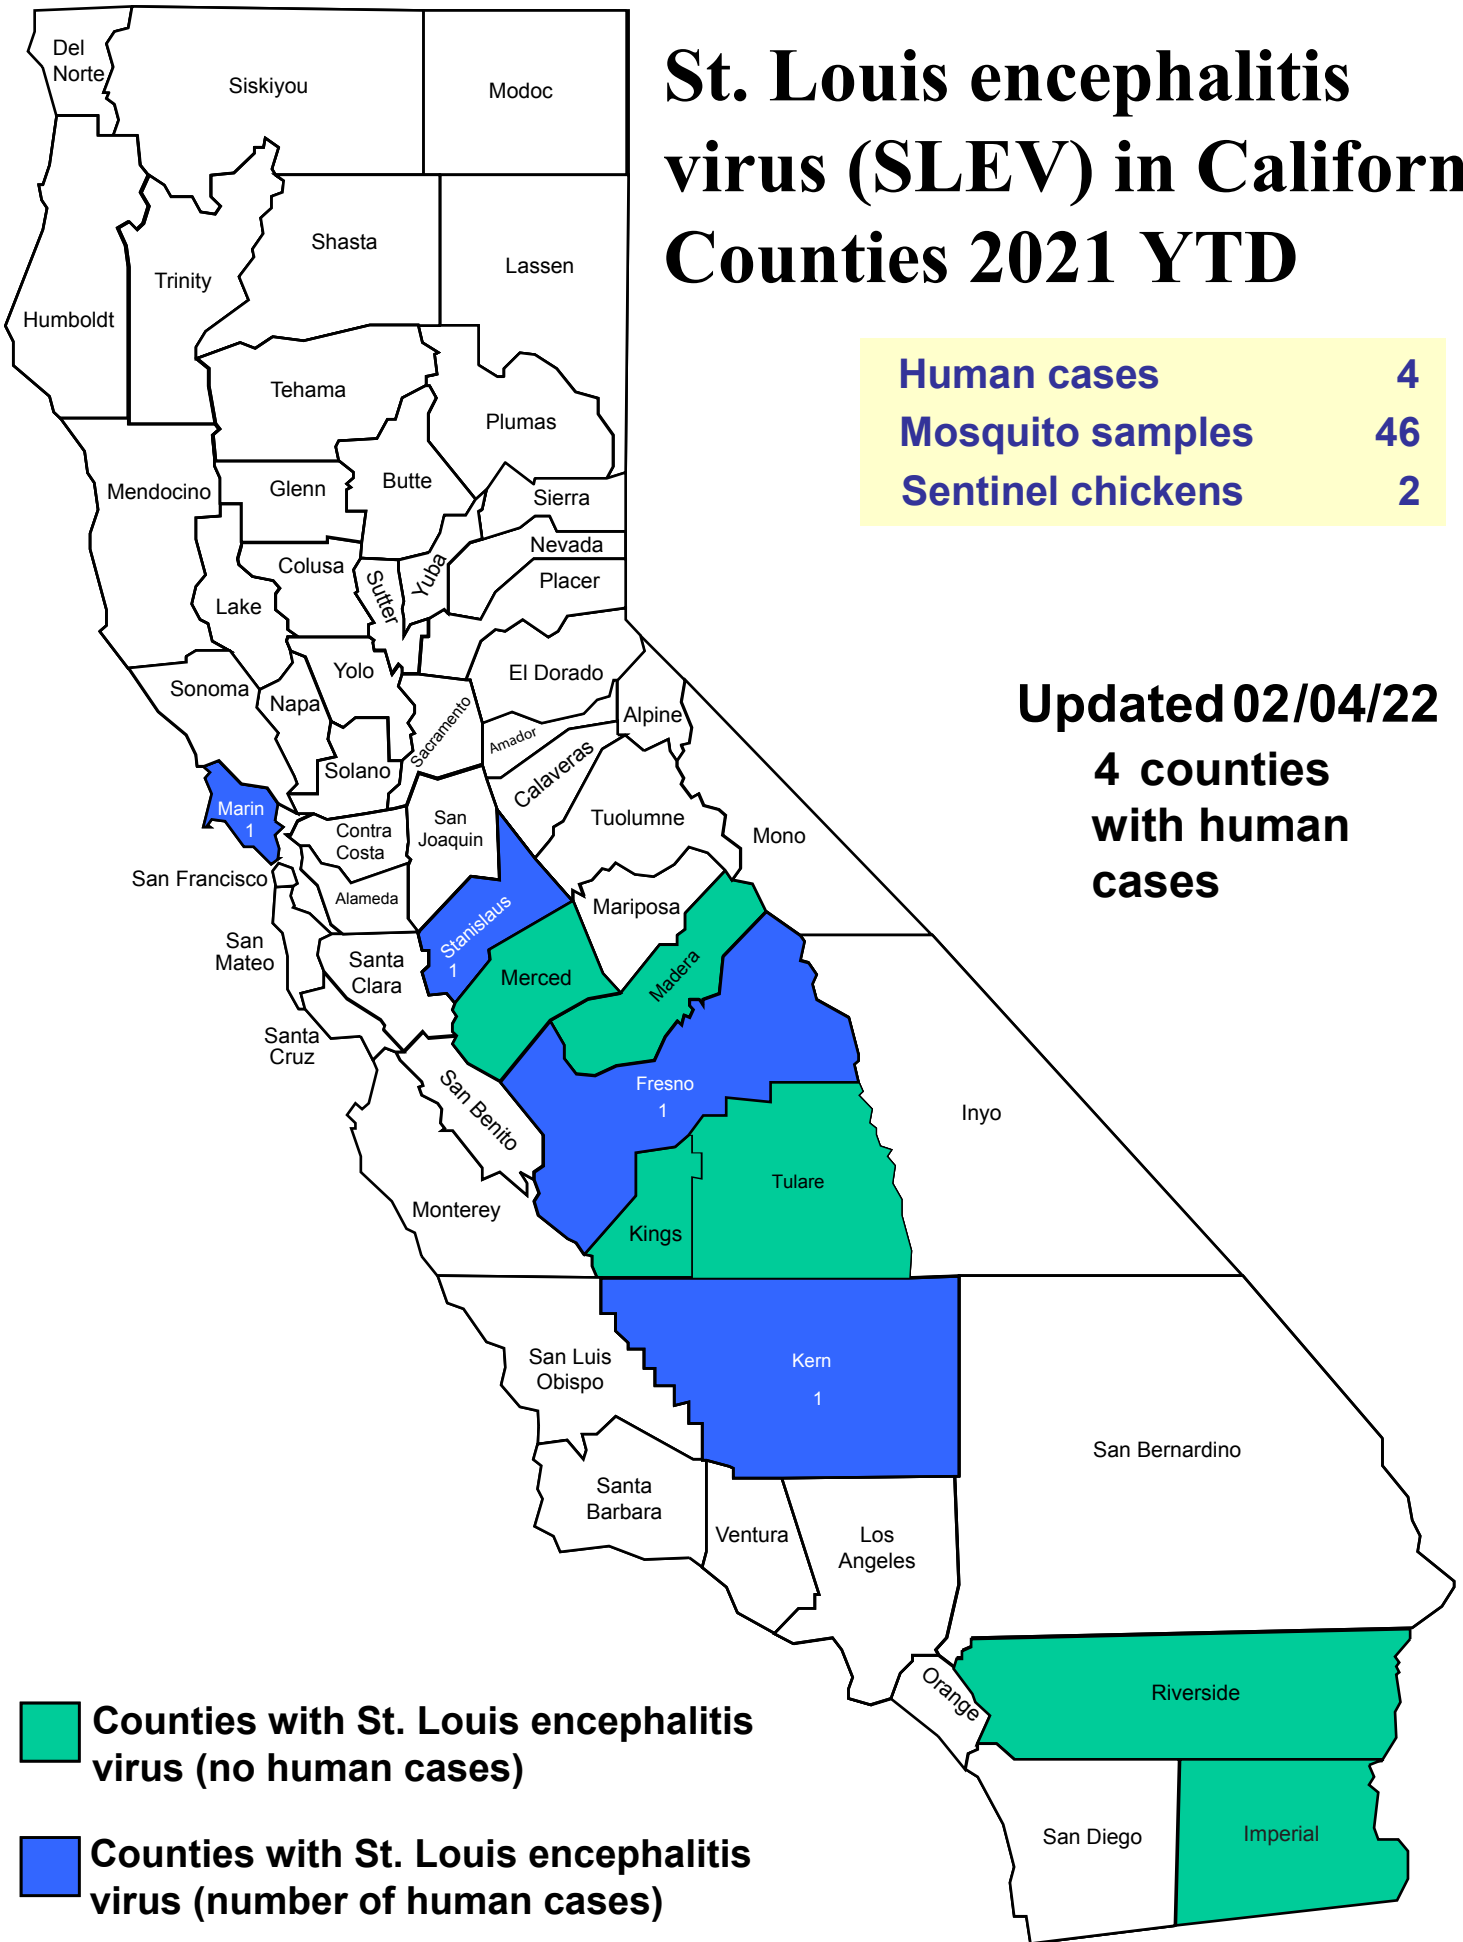 St. Louis encephalitis
virus (SLEV) in Californ
Counties 2021 YTD
Human cases 4
Mosquito samples 46
Sentinel chickens 2
Updated 02/04/22
4 counties
with human
cases
Del
Norte
Siskiyou
Modoc
Shasta
Lassen
Trinity
Humboldt
Tehama
Plumas
Mendocino
Glenn
Butte
Sierra
Nevada
Colusa
Sutter
Yuba
Placer
Lake
Yolo
El Dorado
Sonoma
Napa
Sacramento
Alpine
Amador
Solano
Calaveras
Marin
1
Contra
Costa
San
Joaquin
Tuolumne
Mono
San Francisco
Alameda
Stanislaus
1
Mariposa
San
Mateo
Santa
Clara
Merced
Madera
Santa
Cruz
San Benito
Fresno
1
Inyo
Tulare
Monterey
Kings
San Luis
Obispo
Kern
1
San Bernardino
Santa
Barbara
Ventura
Los
Angeles
Orange
Riverside
San Diego
Imperial
Counties with St. Louis encephalitis
virus (no human cases)
Counties with St. Louis encephalitis
virus (number of human cases)